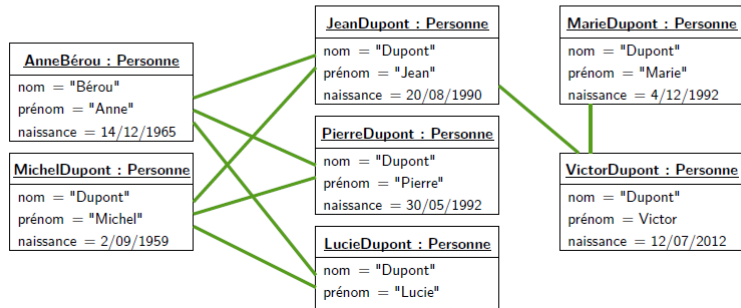 AnneBérou : Personne
nom = "Bérou"
prénom = "Anne"
naissance = 14/12/1965
MichelDupont : Personne
nom = "Dupont"
prénom = "Michel"
naissance = 2/09/1959
JeanDupont : Personne
nom = "Dupont"
prénom = "Jean"
naissance = 20/08/1990
PierreDupont : Personne
nom = "Dupont"
prénom = "Pierre"
naissance = 30/05/1992
LucieDupont : Personne
nom = "Dupont"
prénom = "Lucie"
MarieDupont : Personne
nom = "Dupont"
prénom = "Marie"
naissance = 4/12/1992
VictorDupont : Personne
nom = "Dupont"
prénom = Victor
naissance = 12/07/2012